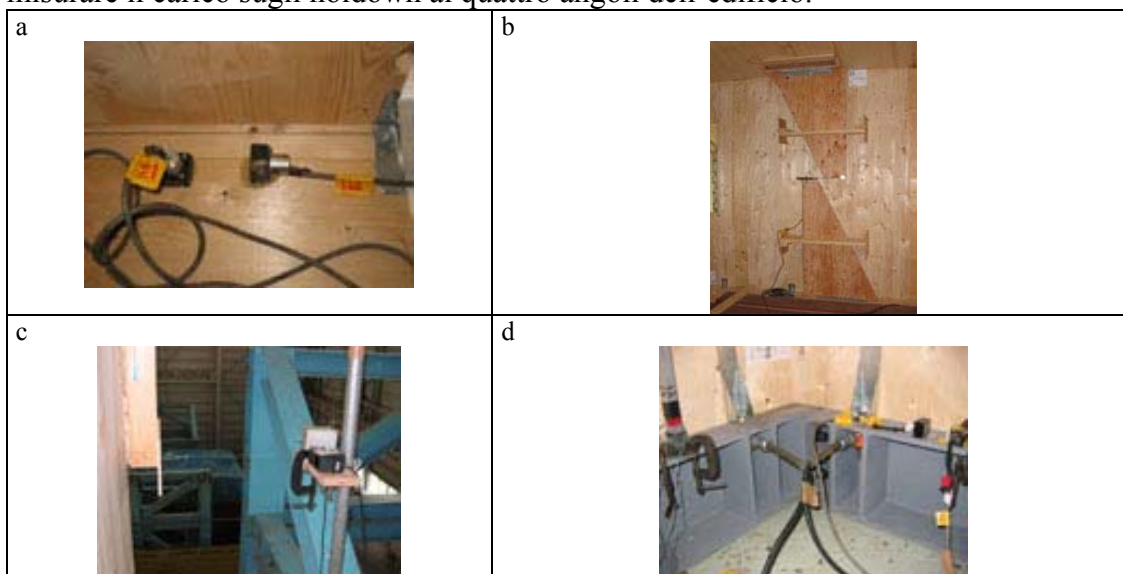 misurare il carico sugli holdown ai quattro angoli dell'edificio.
a
b
c
d